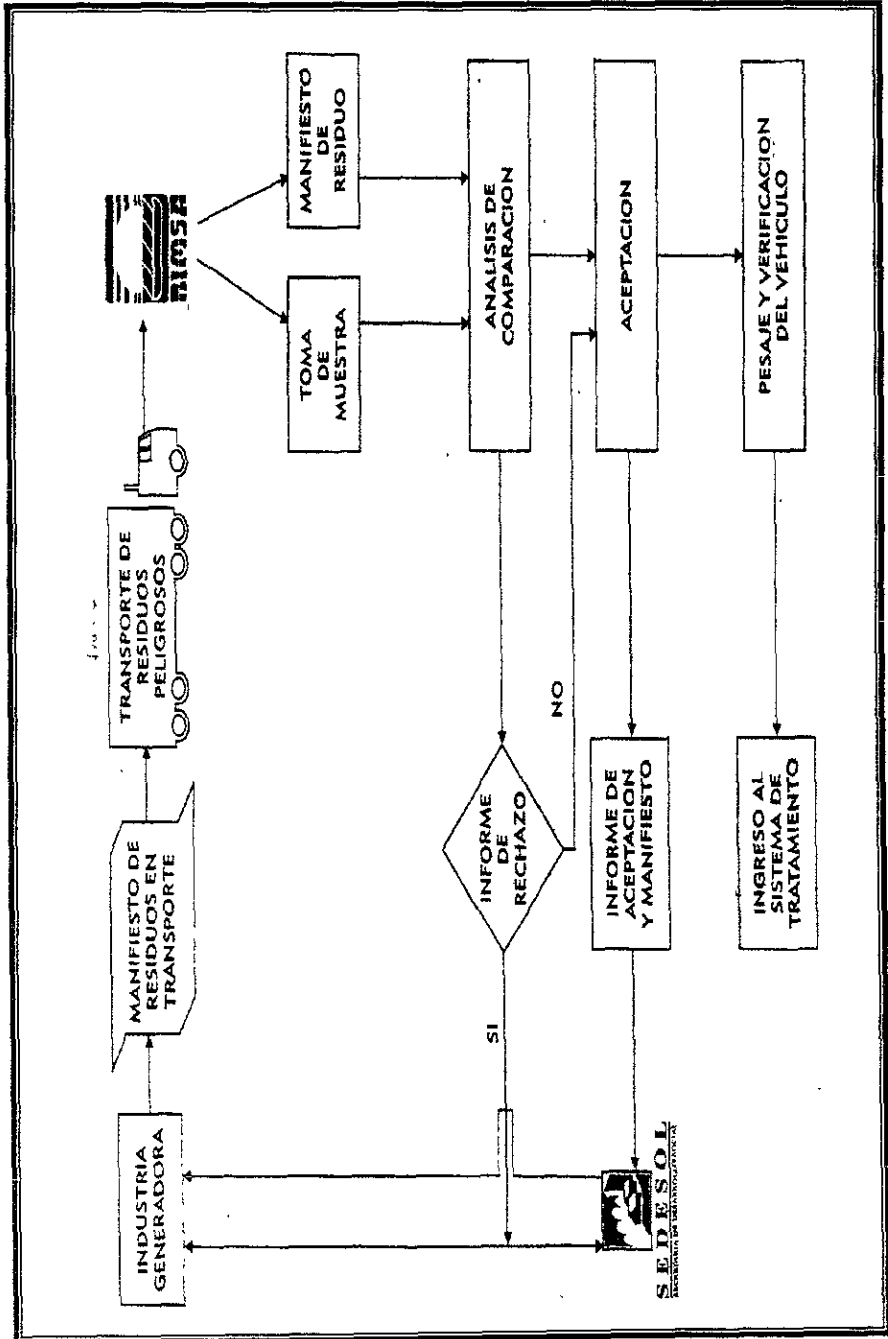 INDUSTRIA
GENERADORA
MANIFIESTO DE
RESIDUOS EN
TRANSPORTE
TRANSPORTE DE
RESIDUOS
PELIGROSOS
TOMA
DE
MUESTRA
MANIFIESTO
DE
RESIDUO
ANALISIS DE
COMPARACION
INFORME
DE
RECHAZO
SI
NO
ACEPTACION
INFORME DE
ACEPTACION
Y MANIFIESTO
SEDESOL
PESAJE Y VERIFICACION
DEL VEHICULO
INGRESO AL
SISTEMA DE
TRATAMIENTO